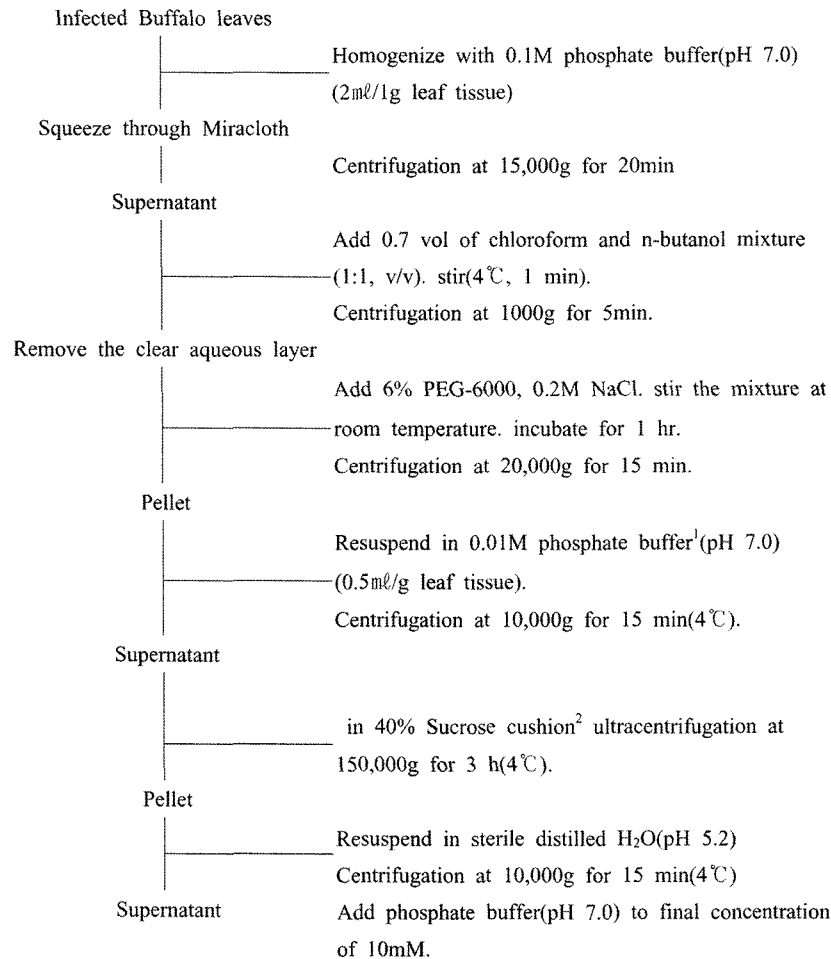 Infected Buffalo leaves
Homogenize with 0.1M phosphate buffer(pH 7.0)
(2㎖/1g leaf tissue)
Squeeze through Miracloth
Centrifugation at 15,000g for 20min
Supernatant
Add 0.7 vol of chloroform and n-butanol mixture
(1:1, v/v). stir(4℃, 1 min).
Centrifugation at 1000g for 5min.
Remove the clear aqueous layer
Add 6% PEG-6000, 0.2M NaCl. stir the mixture at
room temperature. incubate for 1 hr.
Centrifugation at 20,000g for 15 min.
Pellet
Resuspend in 0.01M phosphate buffer¹(pH 7.0)
(0.5㎖/g leaf tissue).
Centrifugation at 10,000g for 15 min(4℃).
Supernatant
in 40% Sucrose cushion² ultracentrifugation at
150,000g for 3 h(4℃).
Pellet
Resuspend in sterile distilled H₂O(pH 5.2)
Centrifugation at 10,000g for 15 min(4℃)
Supernatant
Add phosphate buffer(pH 7.0) to final concentration
of 10mM.